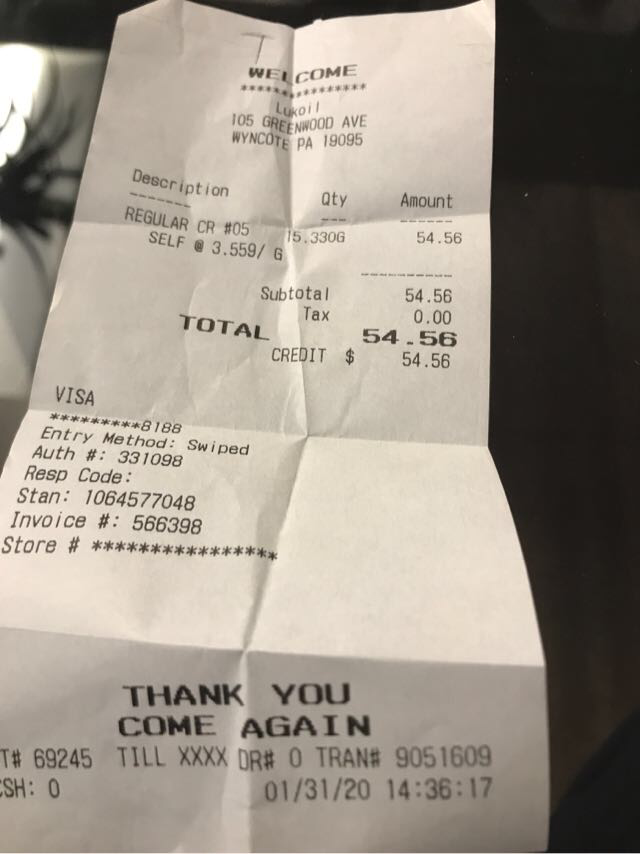 T
WELCOME
****************
Lukoil
105 GREENWOOD AVE
WYNCOTE PA 19095
Description Qty Amount
------- --- ------
REGULAR CR #05 15.330G 54.56
SELF @ 3.559/ G
----------
Subtotal 54.56
Tax 0.00
TOTAL 54.56
CREDIT $ 54.56
VISA
*********8188
Entry Method: Swiped
Auth #: 331098
Resp Code:
Stan: 1064577048
Invoice #: 566398
Store # ****************
THANK YOU
COME AGAIN
T# 69245 TILL XXXX DR# 0 TRAN# 9051609
CSH: 0 01/31/20 14:36:17